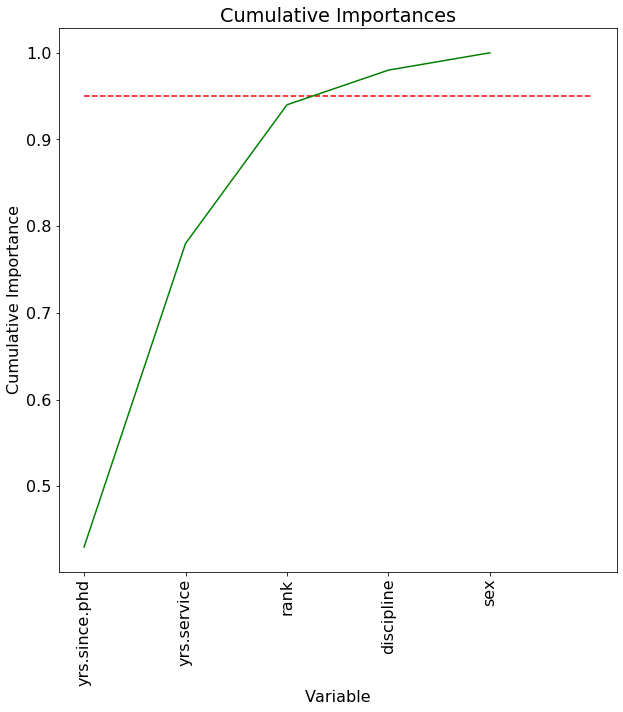 Cumulative Importances
Cumulative Importance
1.0
0.9
0.8
0.7
0.6
0.5
yrs.since.phd
yrs.service
rank
discipline
sex
Variable